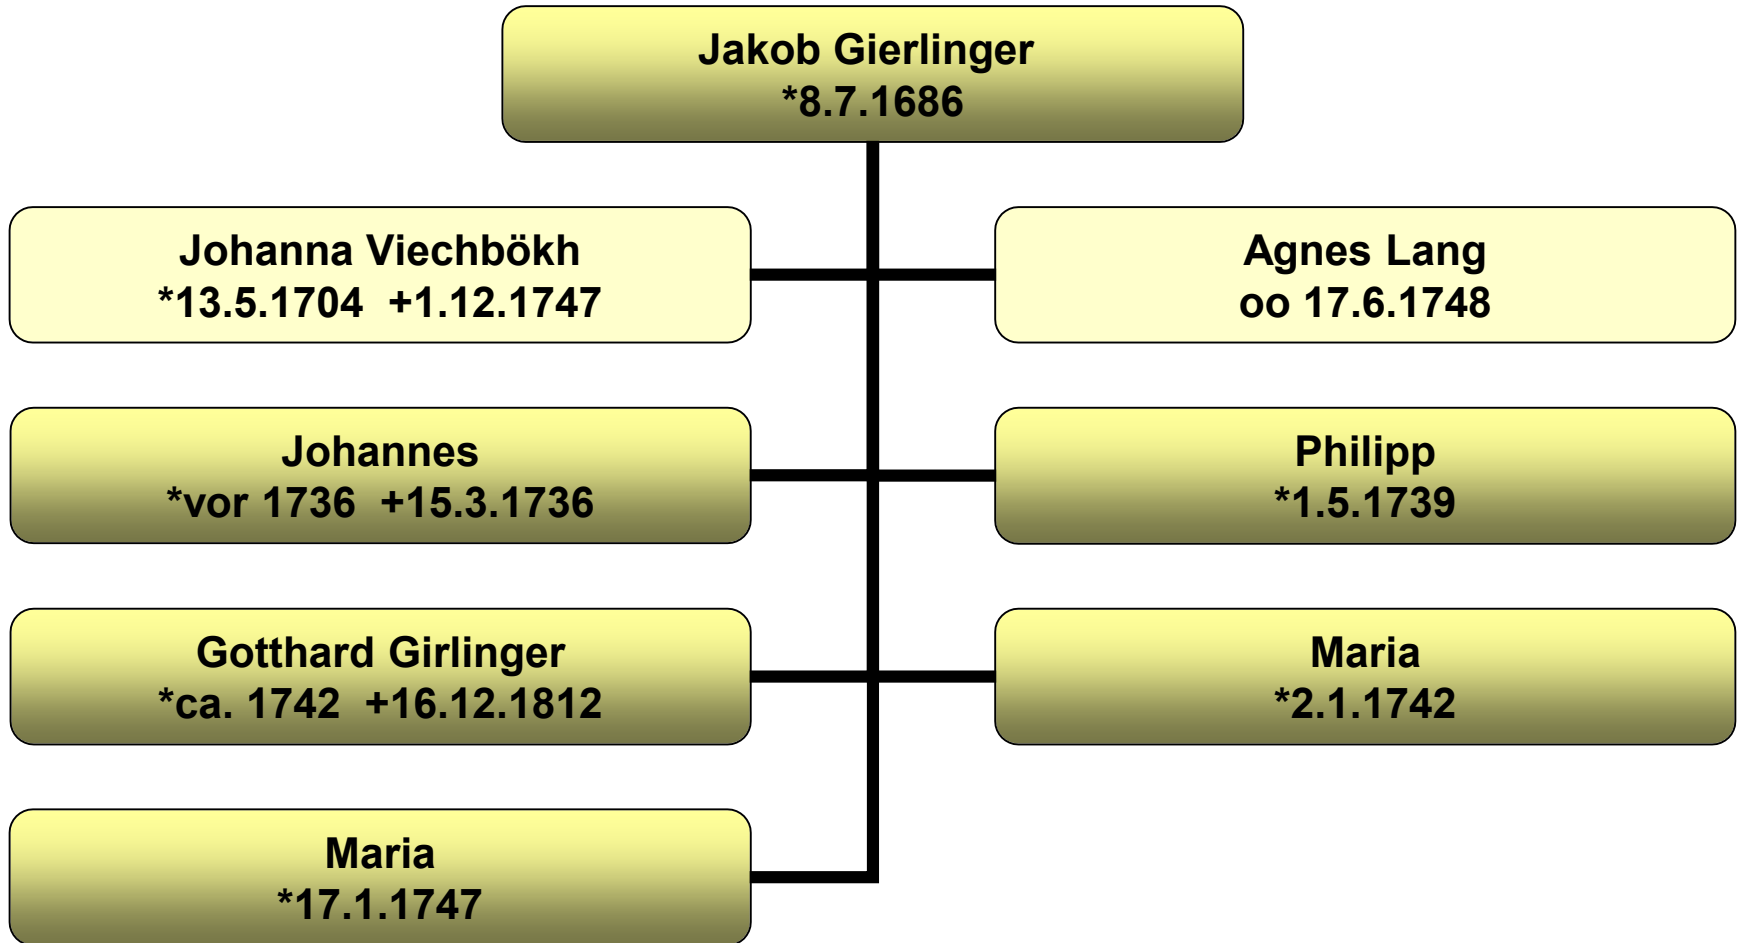 Jakob Gierlinger
*8.7.1686
Johanna Viechbökh
*13.5.1704  +1.12.1747
Agnes Lang
oo 17.6.1748
Johannes
*vor 1736  +15.3.1736
Philipp
*1.5.1739
Gotthard Girlinger
*ca. 1742  +16.12.1812
Maria
*2.1.1742
Maria
*17.1.1747